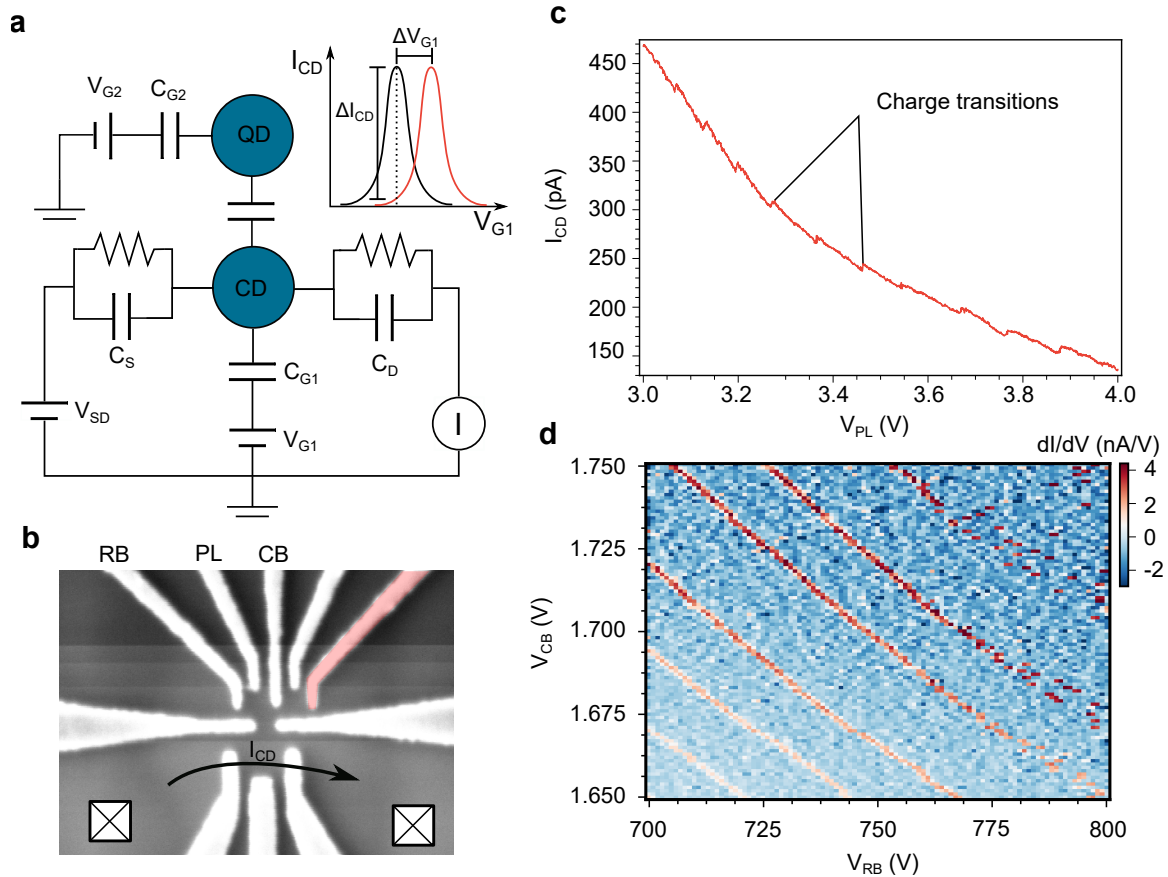 a
V_G2
C_G2
QD
I_CD
ΔV_G1
ΔI_CD
V_G1
CD
C_S
C_D
C_G1
V_SD
V_G1
I
b
RB PL CB
I_CD
c
450
400
350
300
250
200
150
I_CD (pA)
Charge transitions
3.0 3.2 3.4 3.6 3.8 4.0
V_PL (V)
d
dI/dV (nA/V)
4
0
-2
1.750
1.725
1.700
1.675
1.650
V_CB (V)
700 725 750 775 800
V_RB (V)